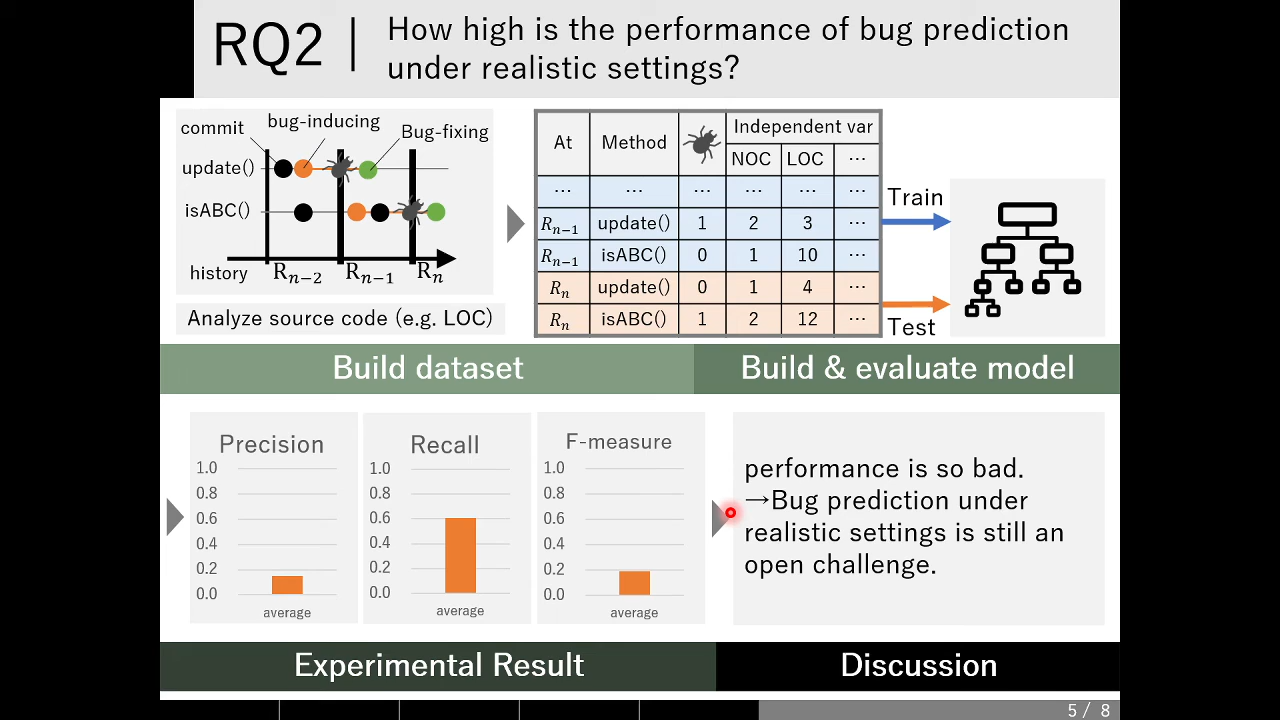 RQ2
How high is the performance of bug prediction
under realistic settings?
commit
bug-inducing
Bug-fixing
update()
isABC()
history
Rn−2
Rn−1
Rn
Analyze source code (e.g. LOC)
At Method Independent var
NOC LOC ⋯
⋯ ⋯ ⋯ ⋯ ⋯ ⋯
Rn−1 update() 1 2 3 ⋯
Rn−1 isABC() 0 1 10 ⋯
Rn update() 0 1 4 ⋯
Rn isABC() 1 2 12 ⋯
Train
Test
Build dataset
Build & evaluate model
Precision
1.0
0.8
0.6
0.4
0.2
0.0
average
Recall
1.0
0.8
0.6
0.4
0.2
0.0
average
F-measure
1.0
0.8
0.6
0.4
0.2
0.0
average
performance is so bad.
→Bug prediction under
realistic settings is still an
open challenge.
Experimental Result
Discussion
5 / 8